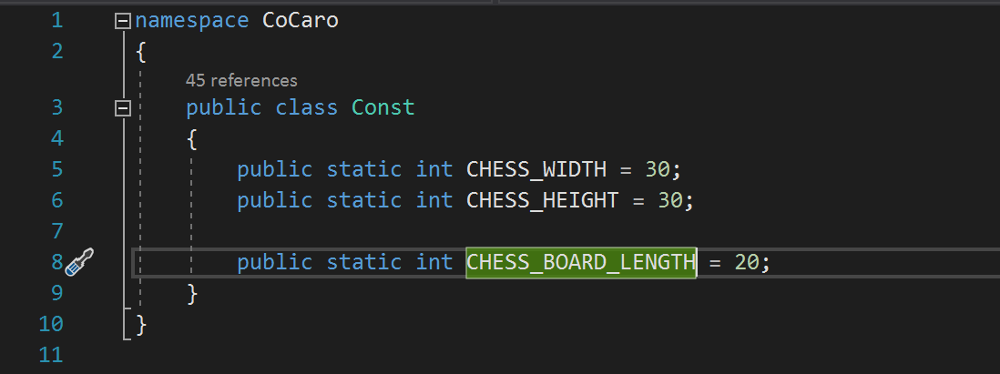 1 namespace CoCaro
2 {
45 references
3 public class Const
4 {
5 public static int CHESS_WIDTH = 30;
6 public static int CHESS_HEIGHT = 30;
7
8 public static int CHESS_BOARD_LENGTH = 20;
9 }
10 }
11